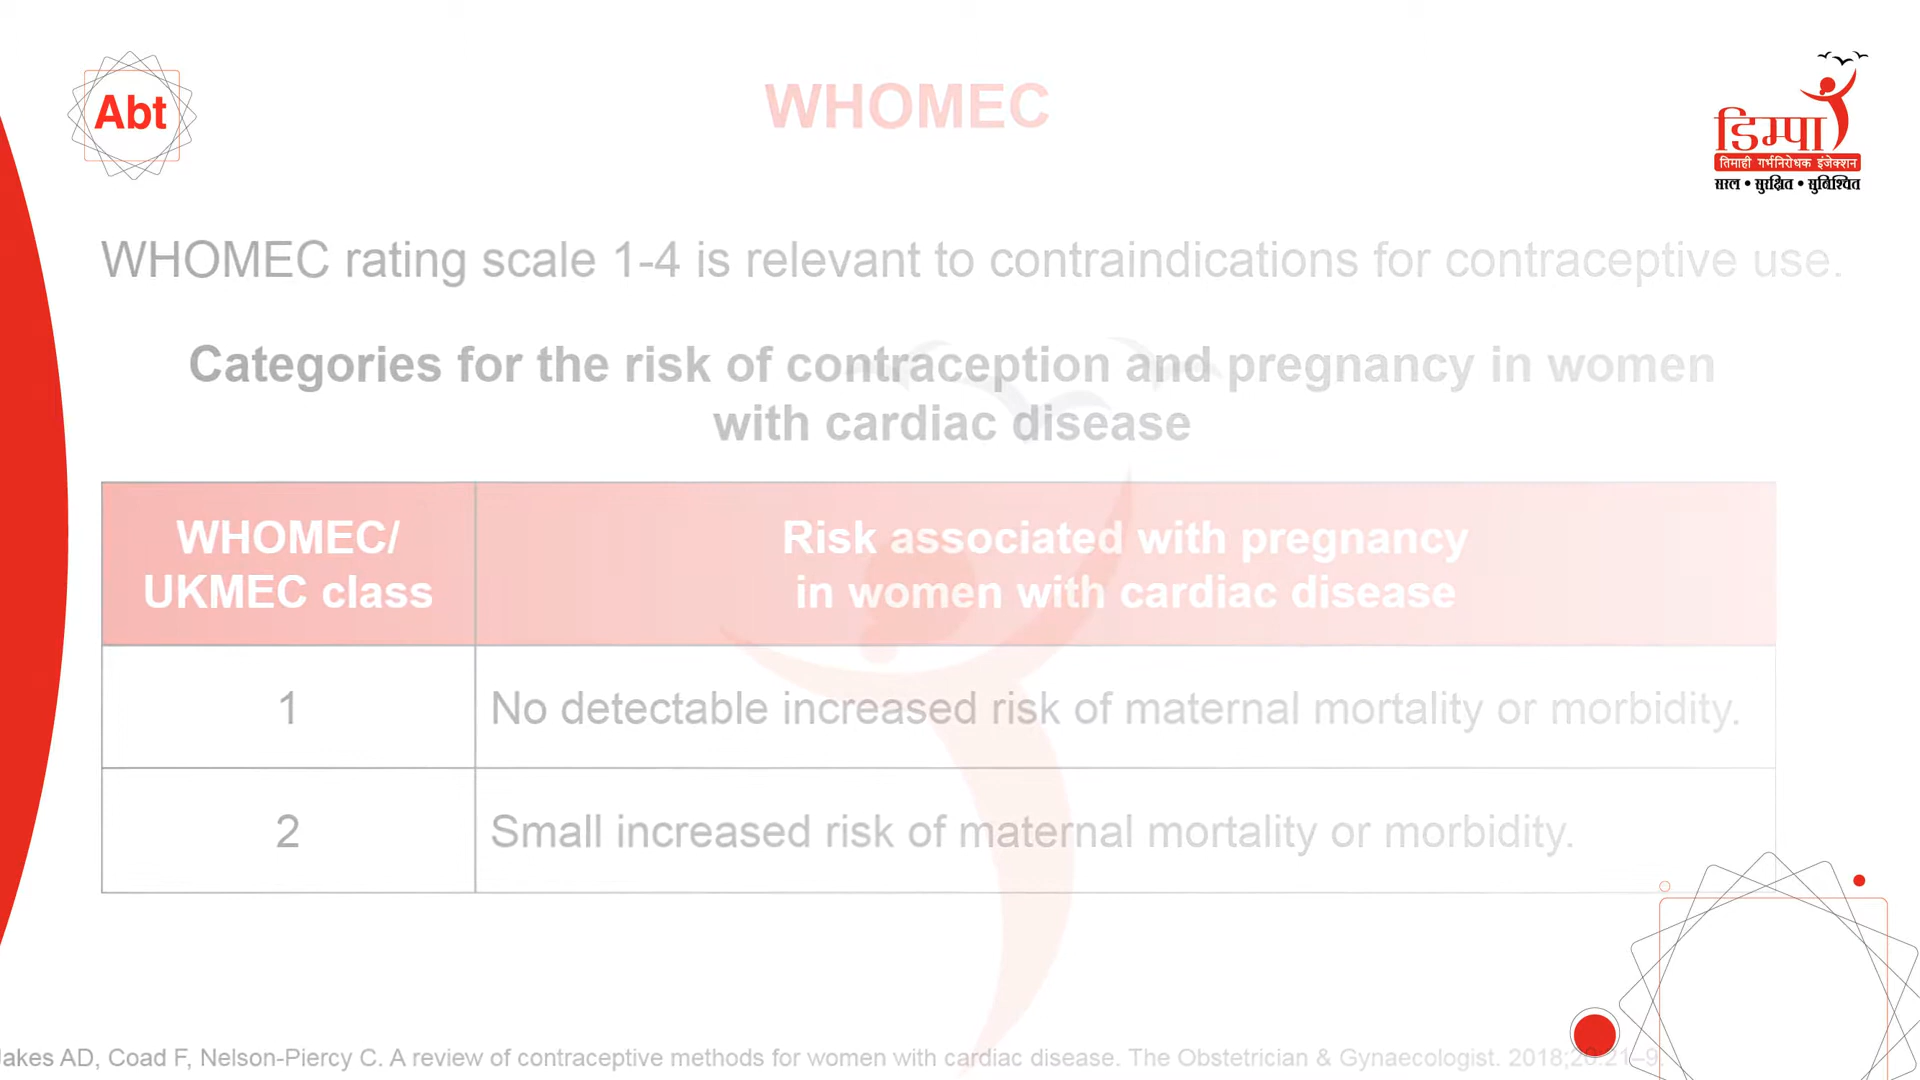 Abt
WHOMEC
डिम्पा
तिमाही गर्भनिरोधक इंजेक्शन
सरल • सुरक्षित • सुनिश्चित
WHOMEC rating scale 1-4 is relevant to contraindications for contraceptive use.
Categories for the risk of contraception and pregnancy in women
with cardiac disease
WHOMEC/
UKMEC class
Risk associated with pregnancy
in women with cardiac disease
1
No detectable increased risk of maternal mortality or morbidity.
2
Small increased risk of maternal mortality or morbidity.
Jakes AD, Coad F, Nelson-Piercy C. A review of contraceptive methods for women with cardiac disease. The Obstetrician & Gynaecologist. 2018;20:21–9.